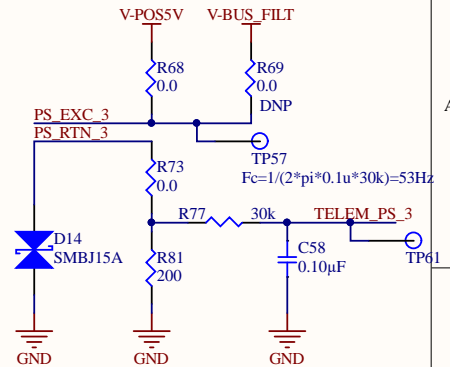 V-POS5V
V-BUS_FILT
R68
0.0
R69
0.0
DNP
PS_EXC_3
PS_RTN_3
TP57
Fc=1/(2*pi*0.1u*30k)=53Hz
R73
0.0
R77
30k
TELEM_PS_3
TP61
D14
SMBJ15A
R81
200
C58
0.10µF
GND
GND
GND
A